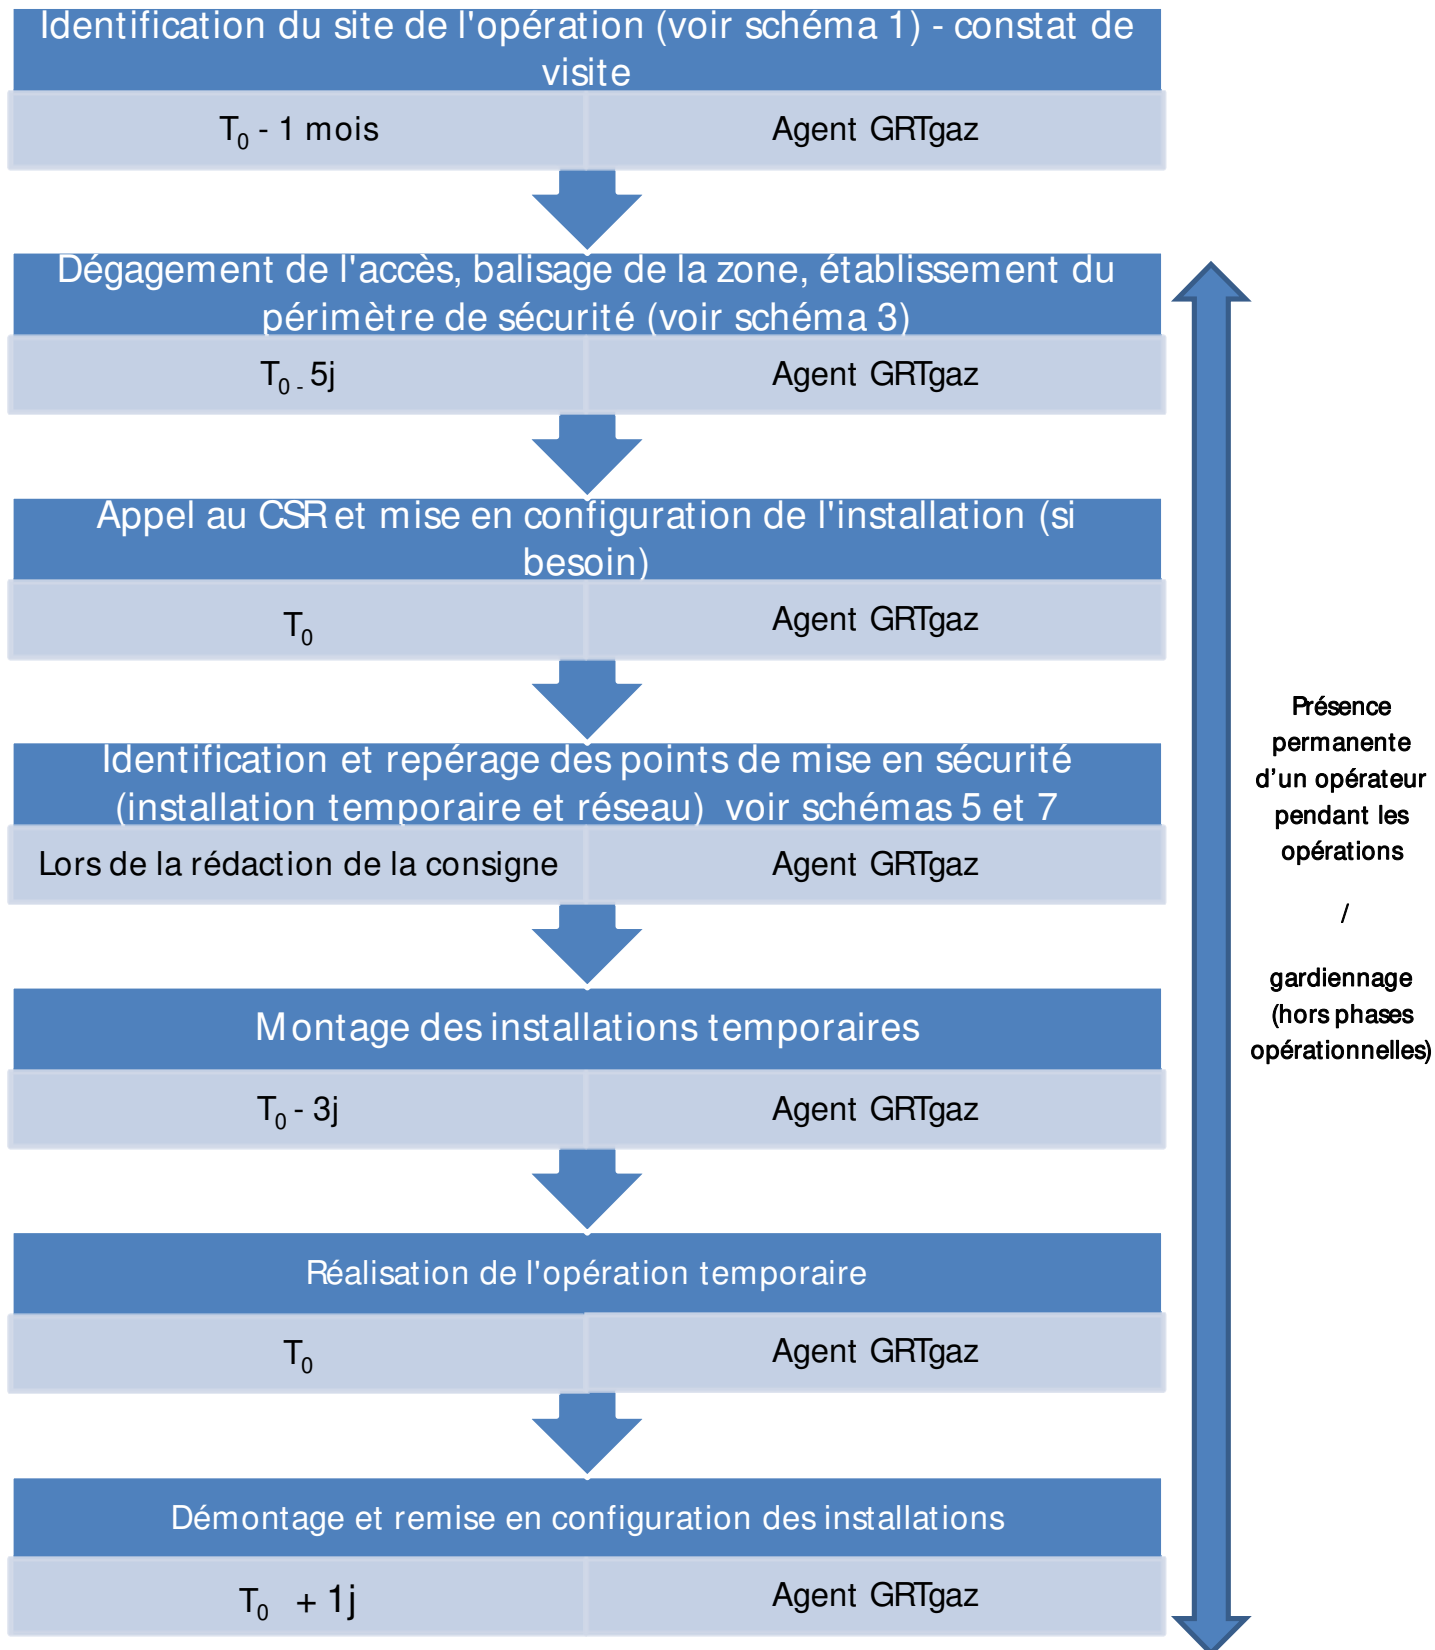 Identification du site de l'opération (voir schéma 1) - constat de
visite
T0 - 1 mois
Agent GRTgaz
Dégagement de l'accès, balisage de la zone, établissement du
périmètre de sécurité (voir schéma 3)
T0 - 5j
Agent GRTgaz
Appel au CSR et mise en configuration de l'installation (si
besoin)
T0
Agent GRTgaz
Identification et repérage des points de mise en sécurité
(installation temporaire et réseau) voir schémas 5 et 7
Lors de la rédaction de la consigne
Agent GRTgaz
Montage des installations temporaires
T0 - 3j
Agent GRTgaz
Réalisation de l'opération temporaire
T0
Agent GRTgaz
Démontage et remise en configuration des installations
T0 + 1j
Agent GRTgaz
Présence
permanente
d'un opérateur
pendant les
opérations
/
gardiennage
(hors phases
opérationnelles)